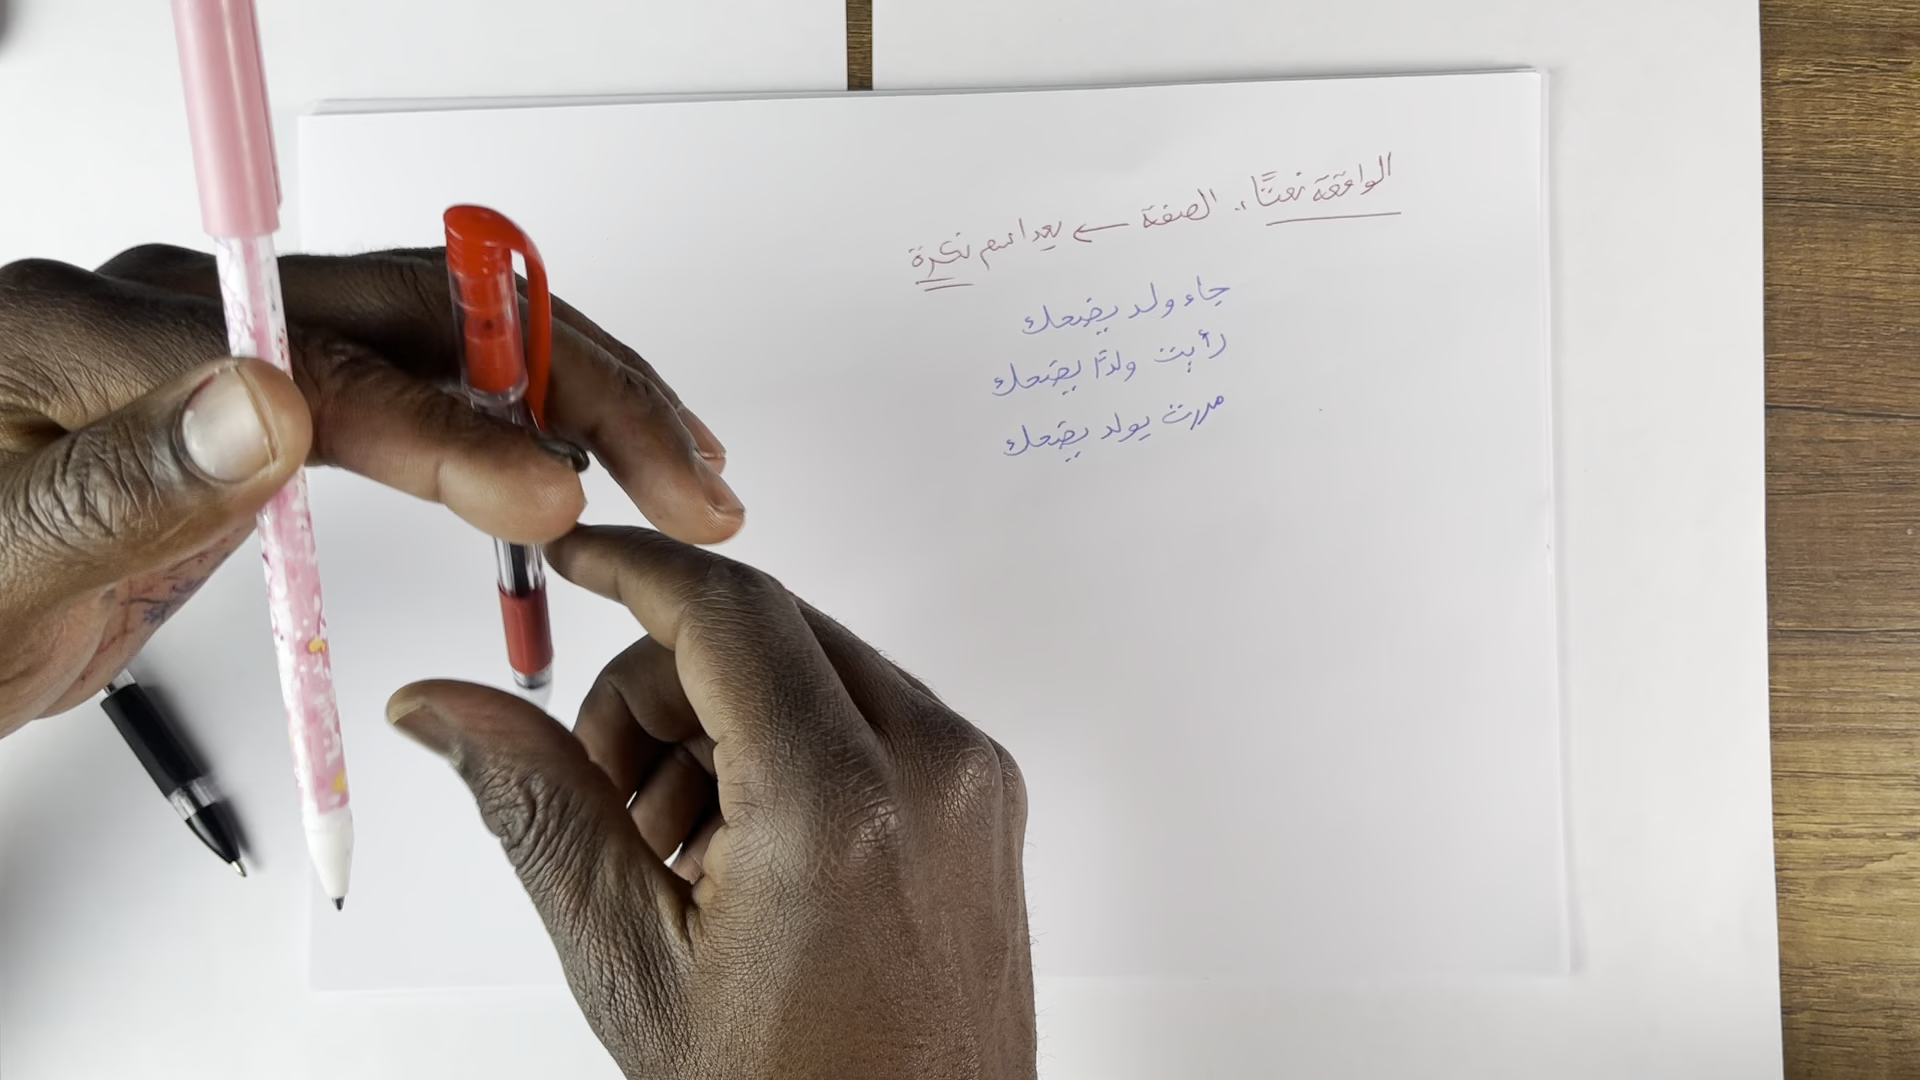 الواقعة نعتًا ،، الصفة ← بعد اسم نكرة
جاء ولد يضحك
رأيت ولدًا يضحك
مررت بولد يضحك